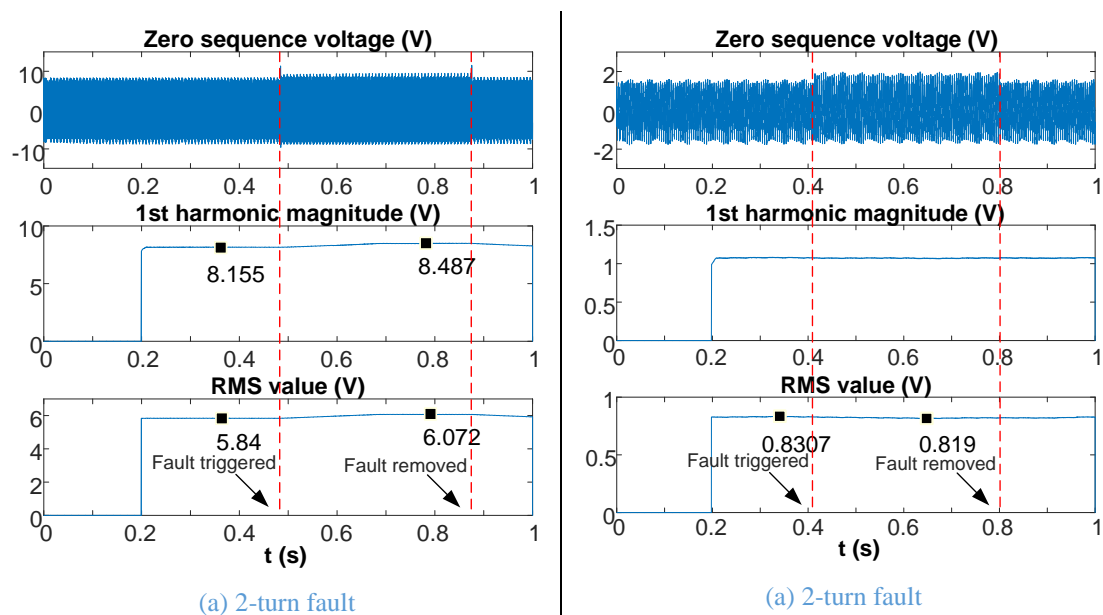 Zero sequence voltage (V)
10
0
-10
0 0.2 0.4 0.6 0.8 1
1st harmonic magnitude (V)
10
5
0
8.155 8.487
0 0.2 0.4 0.6 0.8 1
RMS value (V)
6
4
2
0
5.84 6.072
Fault triggered Fault removed
0 0.2 0.4 0.6 0.8 1
t (s)
(a) 2-turn fault
Zero sequence voltage (V)
2
0
-2
0 0.2 0.4 0.6 0.8 1
1st harmonic magnitude (V)
1.5
1
0.5
0
0 0.2 0.4 0.6 0.8 1
RMS value (V)
1
0.5
0
0.8307 0.819
Fault triggered Fault removed
0 0.2 0.4 0.6 0.8 1
t (s)
(a) 2-turn fault